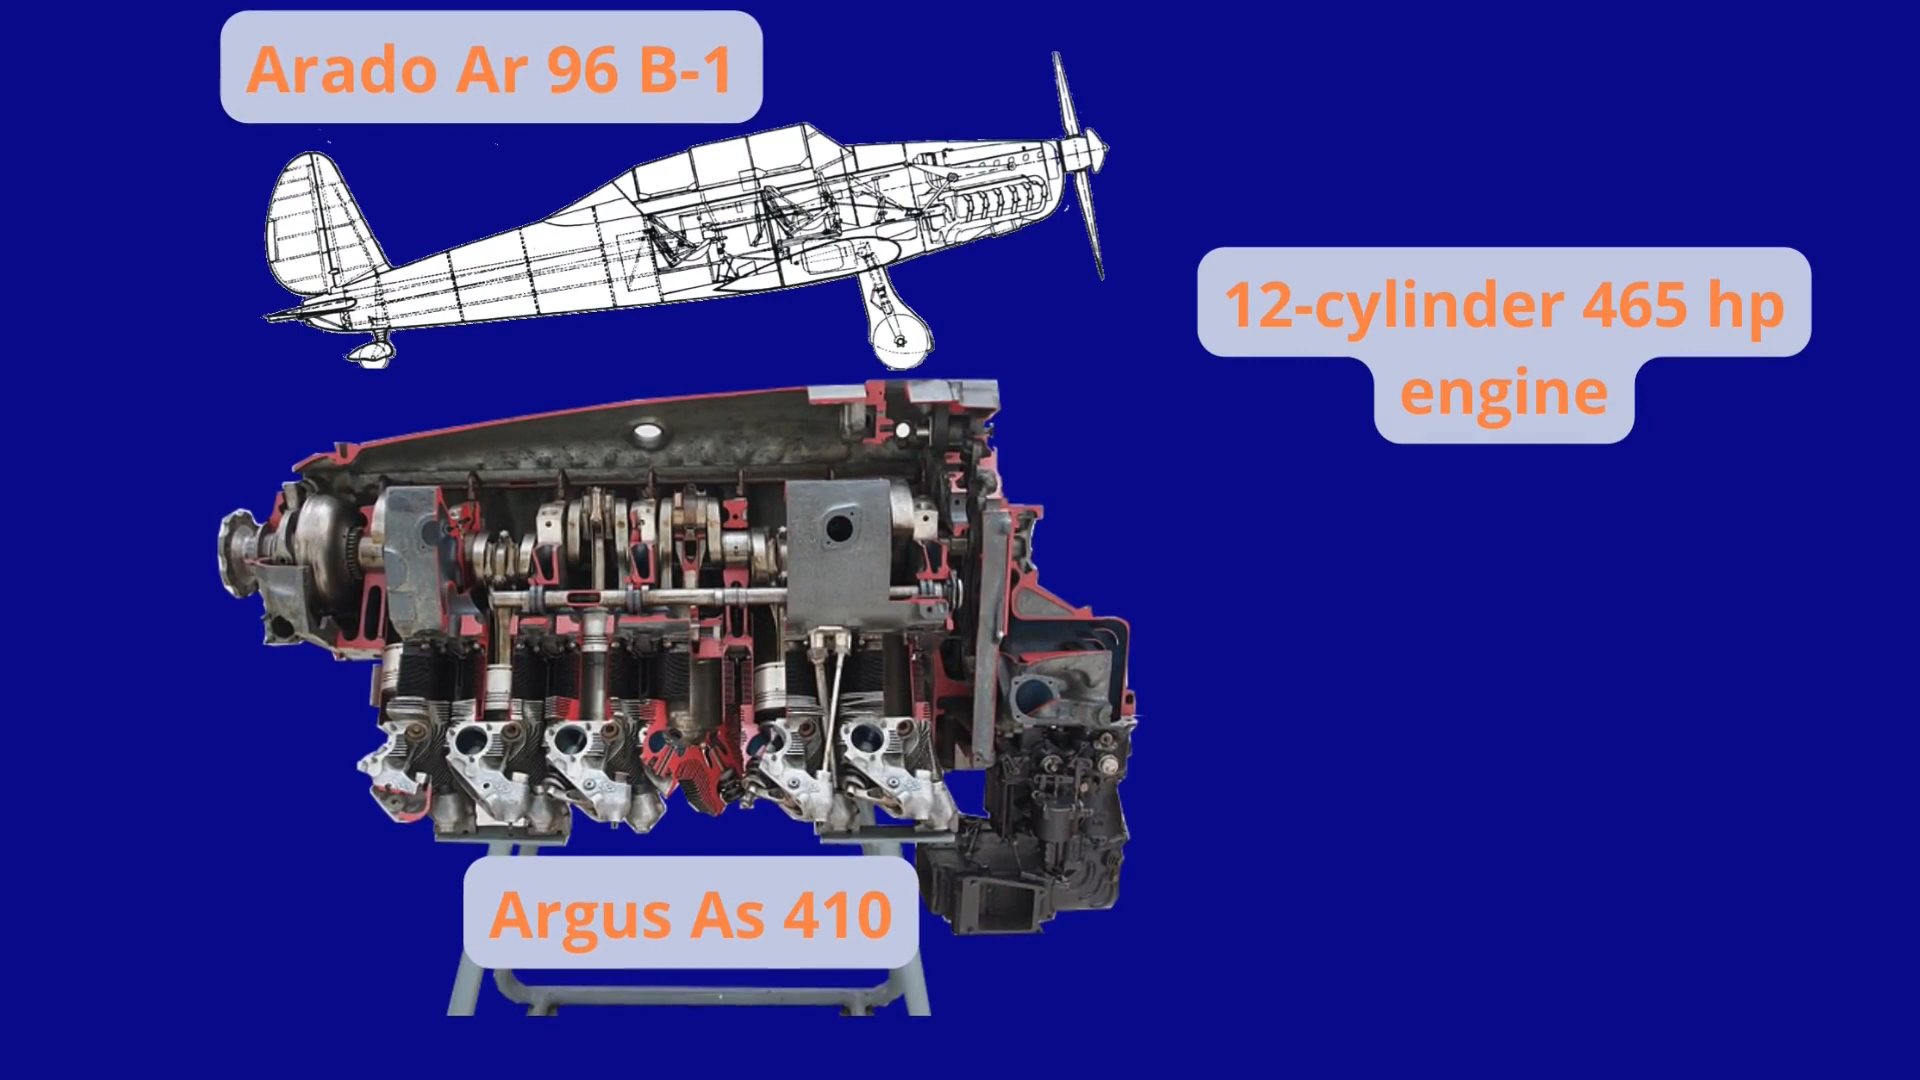 Arado Ar 96 B-1
12-cylinder 465 hp
engine
Argus As 410